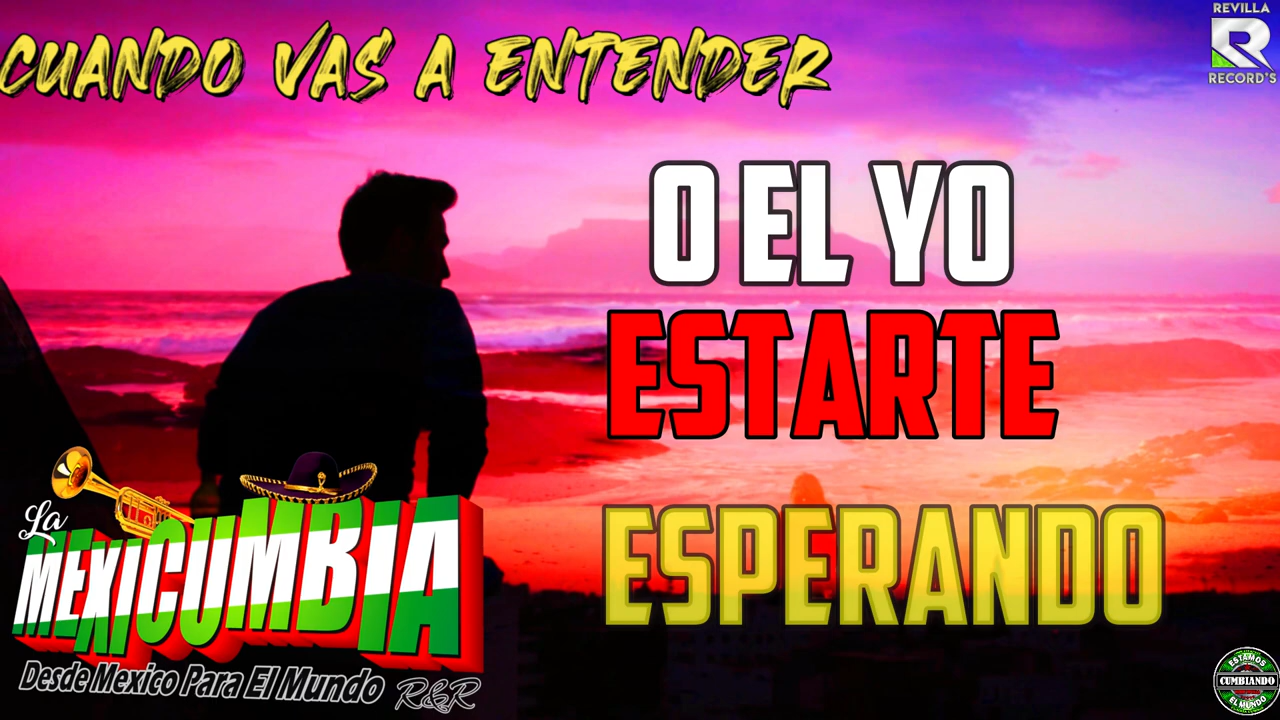 CUANDO VAS A ENTENDER
REVILLA
R
RECORD'S
O EL YO
ESTARTE
ESPERANDO
La
MEXICUMBIA
Desde Mexico Para El Mundo R&R
ESTAMOS
CUMBIANDO
EL MUNDO